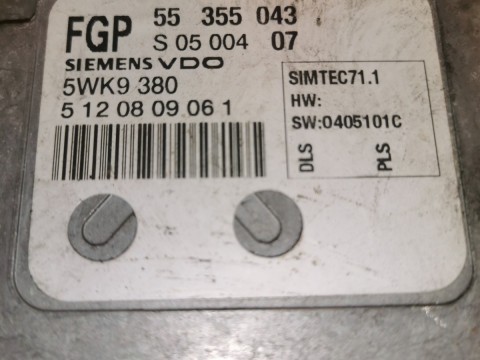 FGP 55 355 043
S 05 004 07
SIEMENS VDO
5WK9 380
5 12 08 09 06 1
SIMTEC71.1
HW:
SW:0405101C
DLS
PLS